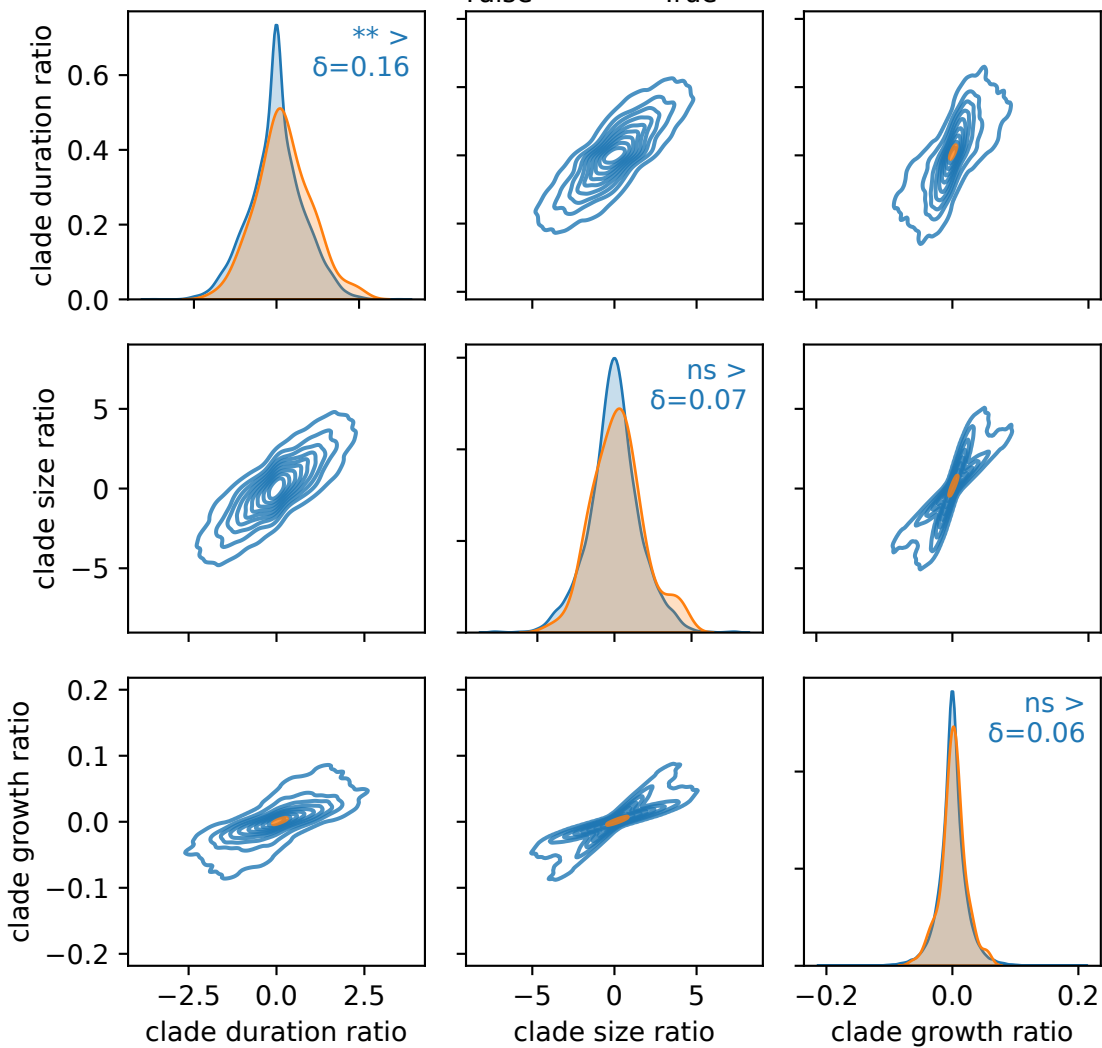 True
** >
δ=0.16
0.6
0.4
0.2
0.0
clade duration ratio
ns >
δ=0.07
5
0
−5
clade size ratio
ns >
δ=0.06
0.2
0.1
0.0
−0.1
−0.2
clade growth ratio
−2.5 0.0 2.5
−5 0 5
−0.2 0.0 0.2
clade duration ratio
clade size ratio
clade growth ratio